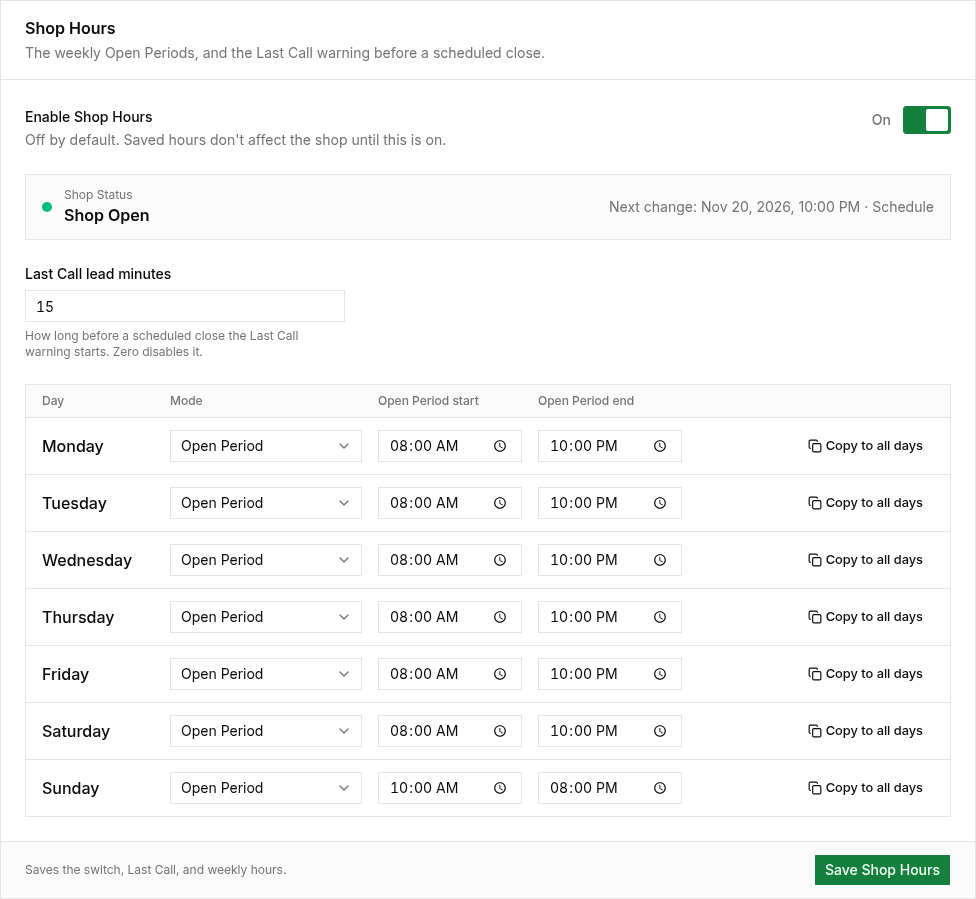 Shop Hours
The weekly Open Periods, and the Last Call warning before a scheduled close.
Enable Shop Hours
On
Off by default. Saved hours don't affect the shop until this is on.
Shop Status
Shop Open
Next change: Nov 20, 2026, 10:00 PM · Schedule
Last Call lead minutes
15
How long before a scheduled close the Last Call
warning starts. Zero disables it.
Day Mode Open Period start Open Period end
Monday Open Period 08:00 AM 10:00 PM Copy to all days
Tuesday Open Period 08:00 AM 10:00 PM Copy to all days
Wednesday Open Period 08:00 AM 10:00 PM Copy to all days
Thursday Open Period 08:00 AM 10:00 PM Copy to all days
Friday Open Period 08:00 AM 10:00 PM Copy to all days
Saturday Open Period 08:00 AM 10:00 PM Copy to all days
Sunday Open Period 10:00 AM 08:00 PM Copy to all days
Saves the switch, Last Call, and weekly hours.
Save Shop Hours